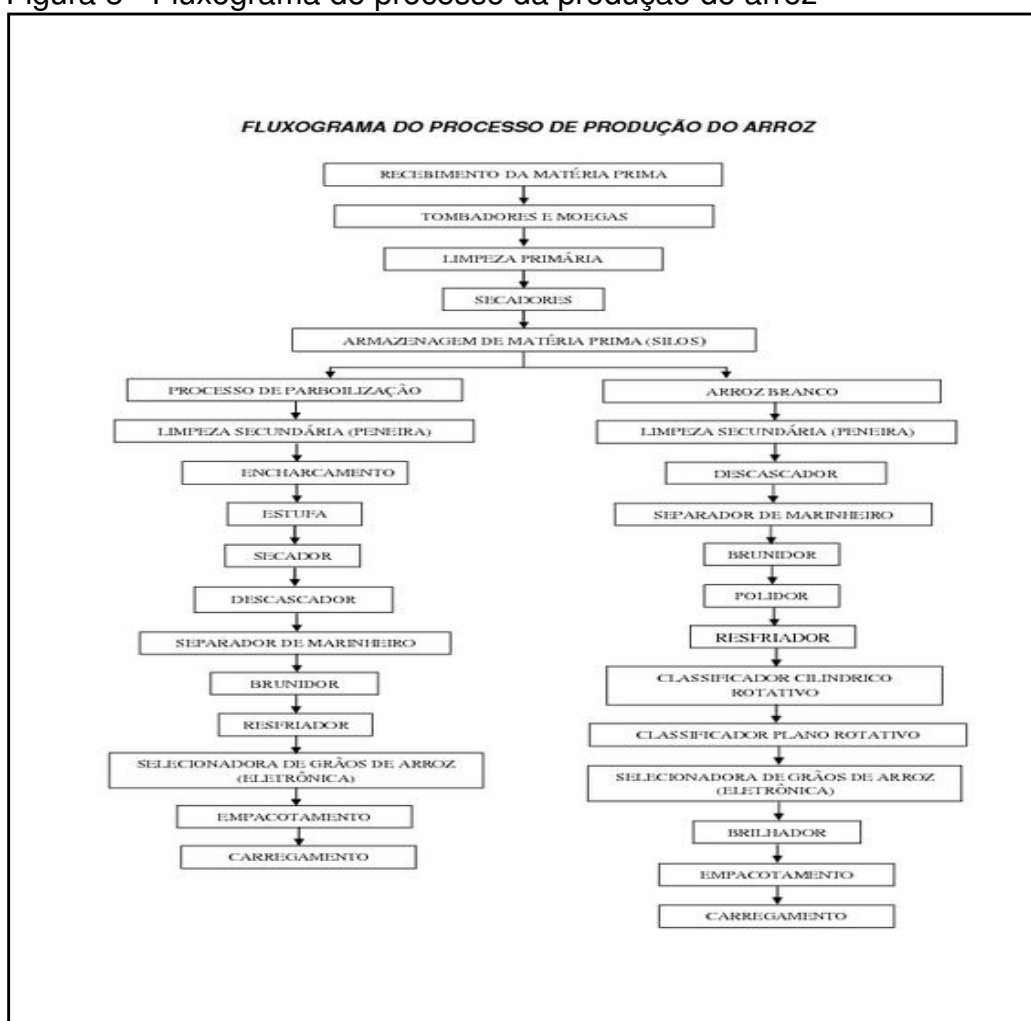 Figura 3 - Fluxograma do processo da produção do arroz
FLUXOGRAMA DO PROCESSO DE PRODUÇÃO DO ARROZ
RECEBIMENTO DA MATÉRIA PRIMA
TOMBADORES E MOEGAS
LIMPEZA PRIMÁRIA
SECADORES
ARMAZENAGEM DE MATÉRIA PRIMA (SILOS)
PROCESSO DE PARBOILIZAÇÃO
LIMPEZA SECUNDÁRIA (PENEIRA)
ENCHARCAMENTO
ESTUFA
SECADOR
DESCASCADOR
SEPARADOR DE MARINHEIRO
BRUNIDOR
RESFRIADOR
SELECIONADORA DE GRÃOS DE ARROZ
(ELETRÔNICA)
EMPACOTAMENTO
CARREGAMENTO
ARROZ BRANCO
LIMPEZA SECUNDÁRIA (PENEIRA)
DESCASCADOR
SEPARADOR DE MARINHEIRO
BRUNIDOR
POLIDOR
RESFRIADOR
CLASSIFICADOR CILINDRICO
ROTATIVO
CLASSIFICADOR PLANO ROTATIVO
SELECIONADORA DE GRÃOS DE ARROZ
(ELETRÔNICA)
BRILHADOR
EMPACOTAMENTO
CARREGAMENTO